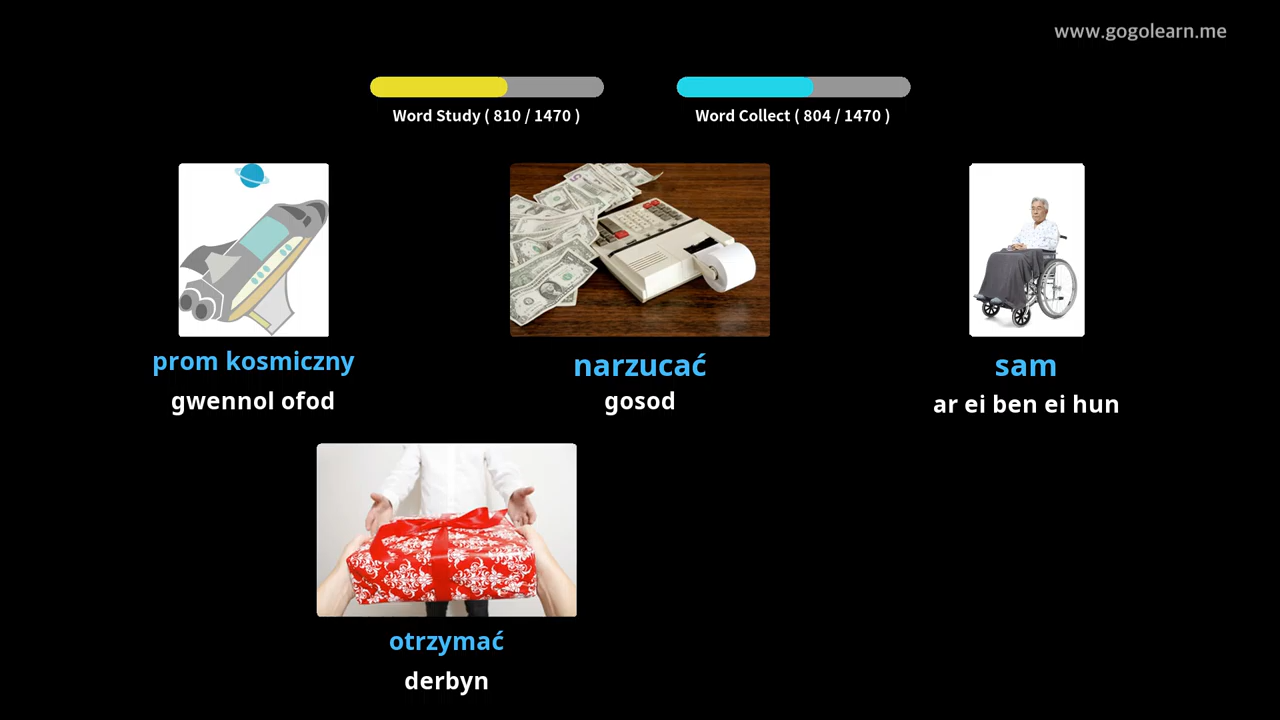 www.gogolearn.me
Word Study ( 810 / 1470 )
Word Collect ( 804 / 1470 )
prom kosmiczny
gwennol ofod
narzucać
gosod
sam
ar ei ben ei hun
otrzymać
derbyn